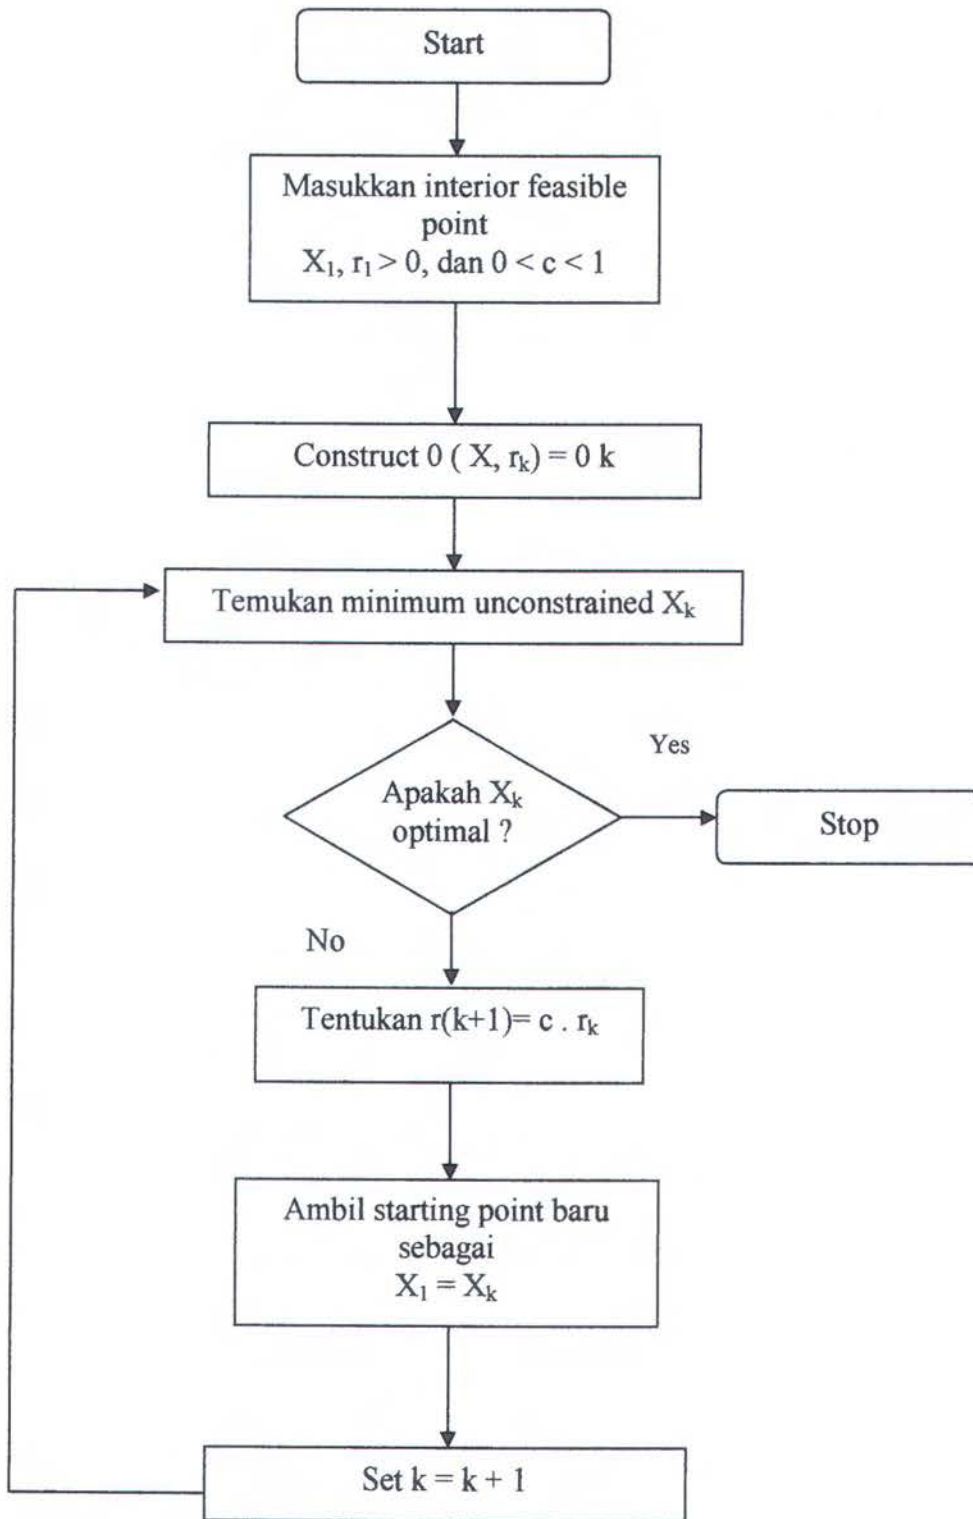 Start
Masukkan interior feasible
point
X₁, r₁ > 0, dan 0 < c < 1
Construct 0 ( X, rₖ) = 0 k
Temukan minimum unconstrained Xₖ
Apakah Xₖ
optimal ?
Yes
Stop
No
Tentukan r(k+1)= c . rₖ
Ambil starting point baru
sebagai
X₁ = Xₖ
Set k = k + 1